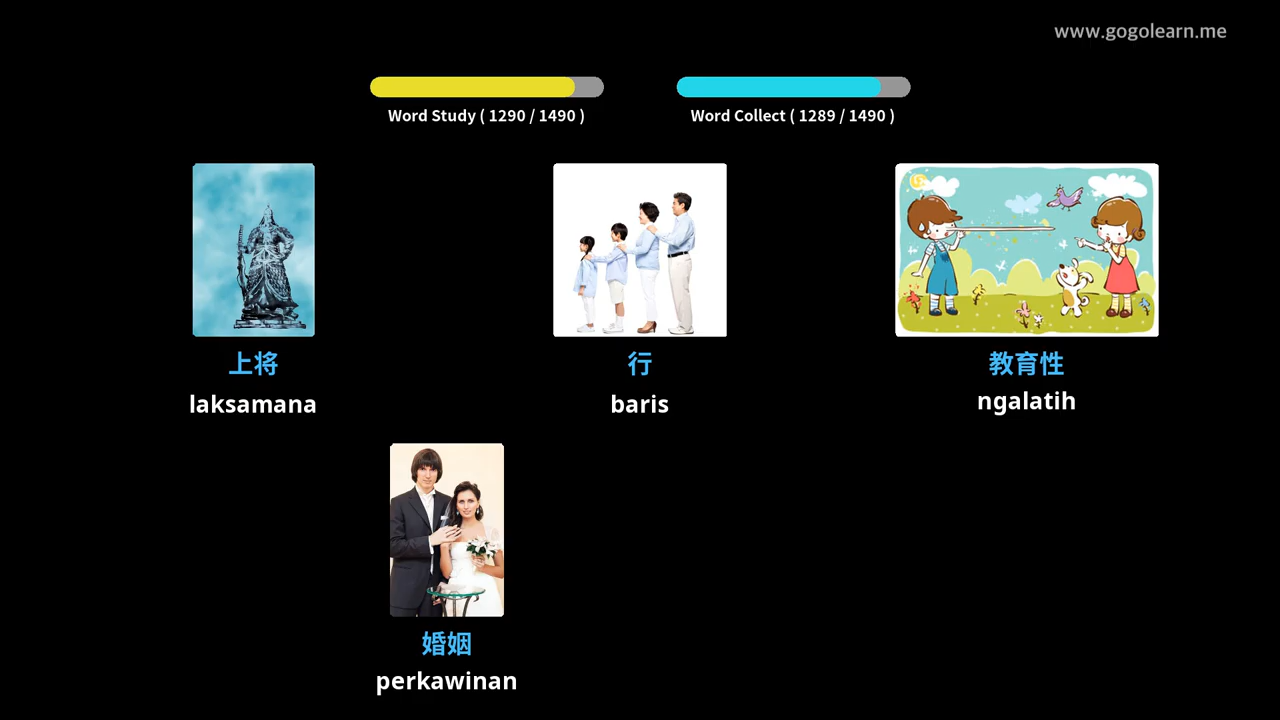 www.gogolearn.me
Word Study ( 1290 / 1490 )
Word Collect ( 1289 / 1490 )
上将
laksamana
行
baris
教育性
ngalatih
婚姻
perkawinan